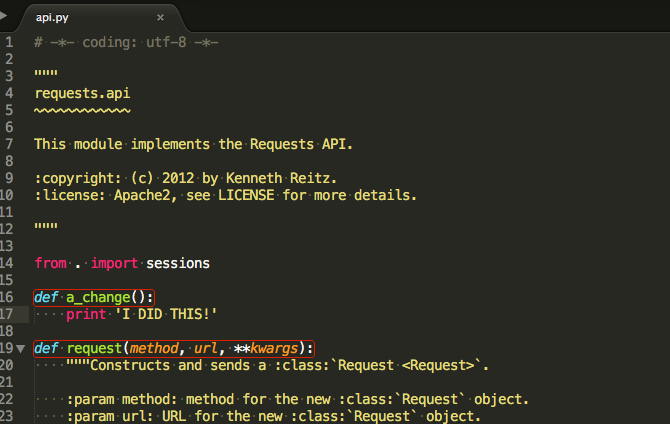 api.py ×
1 # -*- coding: utf-8 -*-
2
3 """
4 requests.api
5 ~~~~~~~~~~~~
6
7 This module implements the Requests API.
8
9 :copyright: (c) 2012 by Kenneth Reitz.
10 :license: Apache2, see LICENSE for more details.
11
12 """
13
14 from . import sessions
15
16 def a_change():
17     print 'I DID THIS!'
18
19 def request(method, url, **kwargs):
20     """Constructs and sends a :class:`Request <Request>`.
21
22     :param method: method for the new :class:`Request` object.
23     :param url: URL for the new :class:`Request` object.